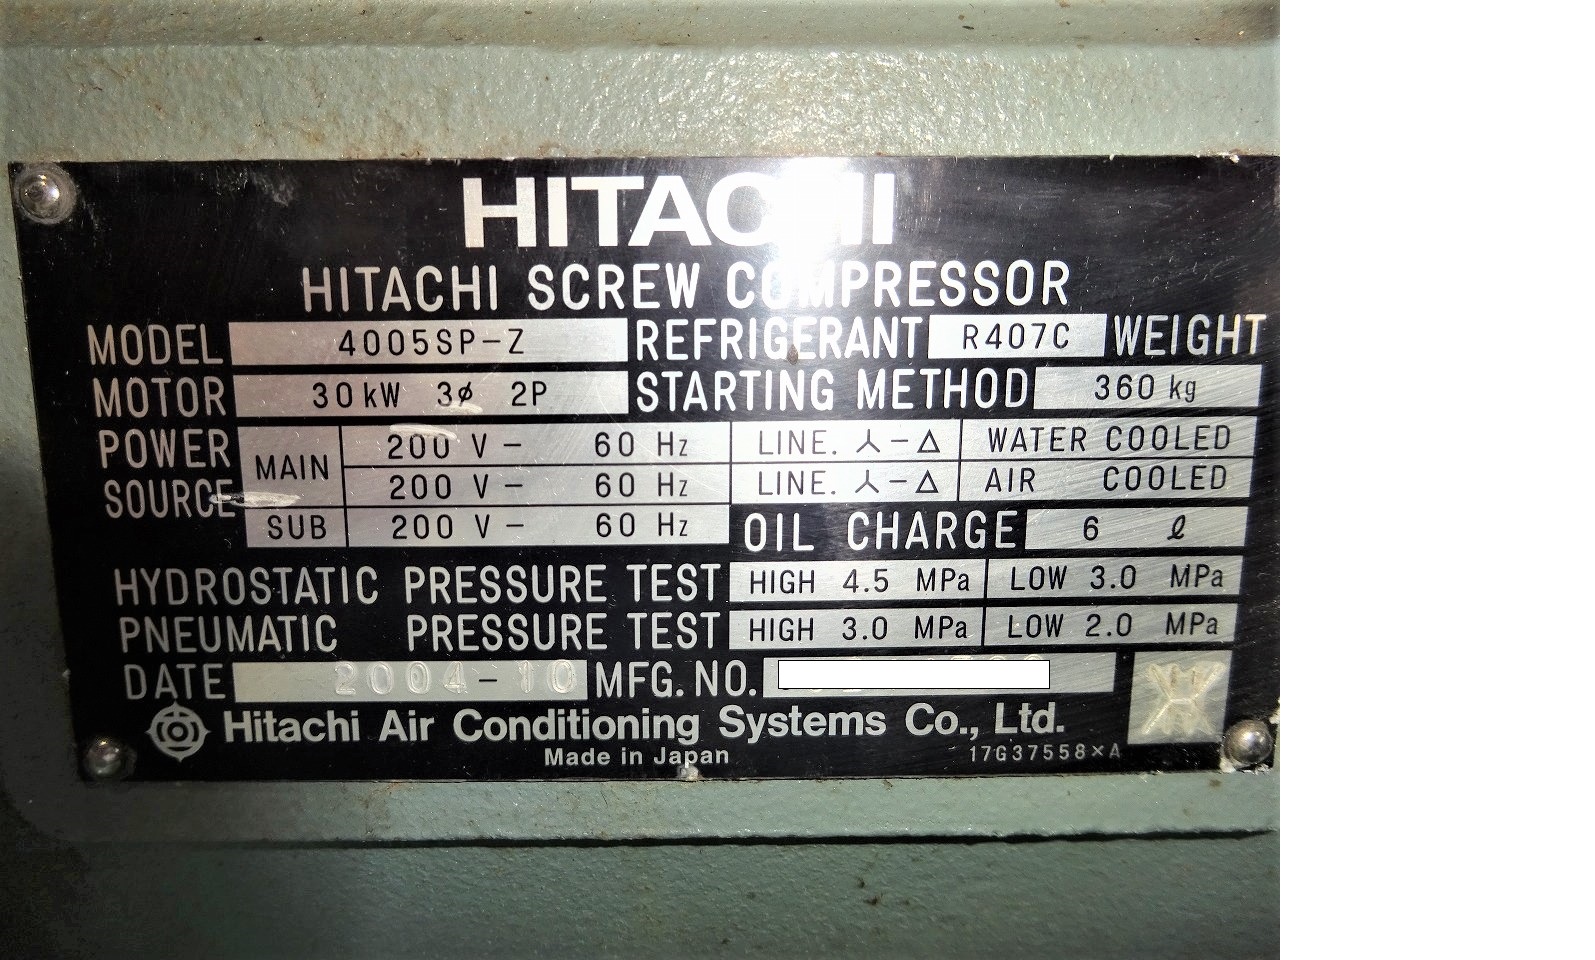 HITACHI
HITACHI SCREW COMPRESSOR
MODEL 4005SP-Z REFRIGERANT R407C WEIGHT
MOTOR 30kW 3ø 2P STARTING METHOD 360 kg
POWER SOURCE MAIN 200 V - 60 Hz LINE. 人-△ WATER COOLED
200 V - 60 Hz LINE. 人-△ AIR COOLED
SUB 200 V - 60 Hz OIL CHARGE 6 ℓ
HYDROSTATIC PRESSURE TEST HIGH 4.5 MPa LOW 3.0 MPa
PNEUMATIC PRESSURE TEST HIGH 3.0 MPa LOW 2.0 MPa
DATE 2004-10 MFG. NO.
Hitachi Air Conditioning Systems Co., Ltd.
Made in Japan 17G37558×A